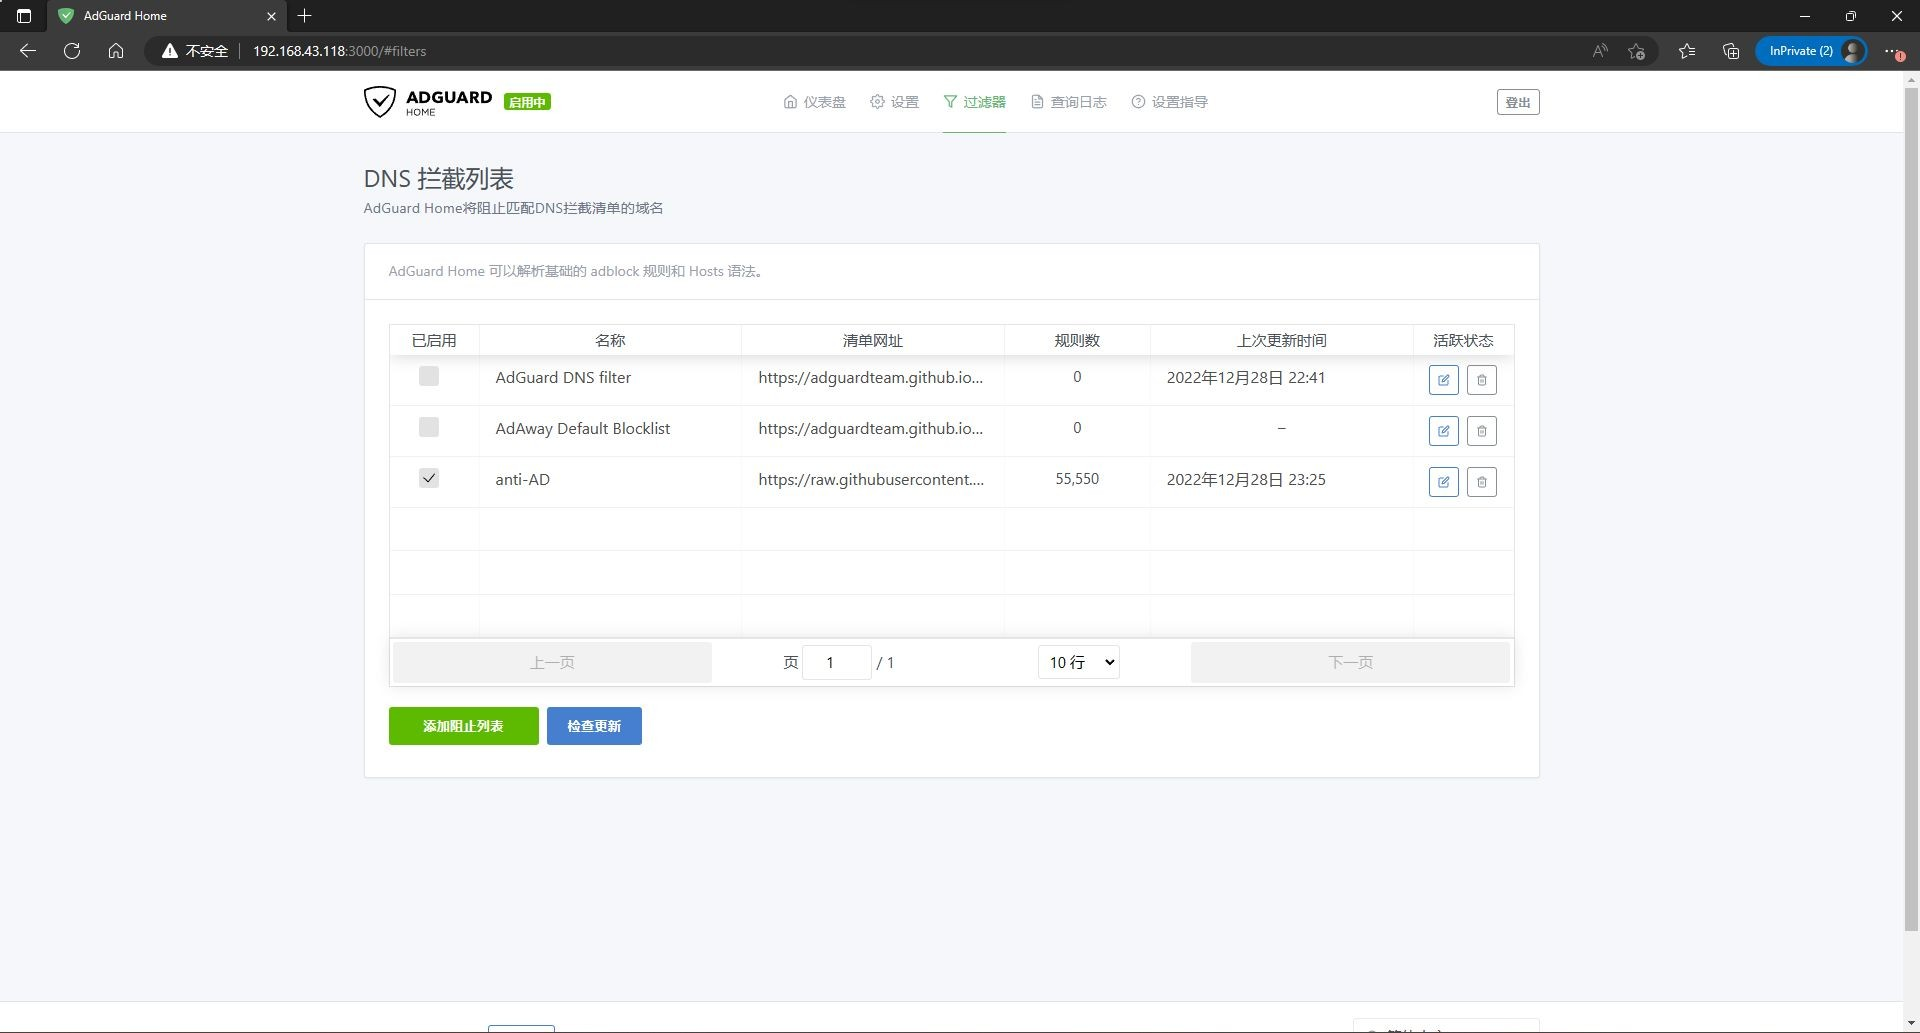 AdGuard Home
不安全 192.168.43.118:3000/#filters
InPrivate (2)
ADGUARD HOME 启用中
仪表盘 设置 过滤器 查询日志 设置指导 登出
DNS 拦截列表
AdGuard Home将阻止匹配DNS拦截清单的域名
AdGuard Home 可以解析基础的 adblock 规则和 Hosts 语法。
已启用 名称 清单网址 规则数 上次更新时间 活跃状态
AdGuard DNS filter https://adguardteam.github.io... 0 2022年12月28日 22:41
AdAway Default Blocklist https://adguardteam.github.io... 0 –
anti-AD https://raw.githubusercontent.... 55,550 2022年12月28日 23:25
上一页 页 1 / 1 10 行 下一页
添加阻止列表 检查更新